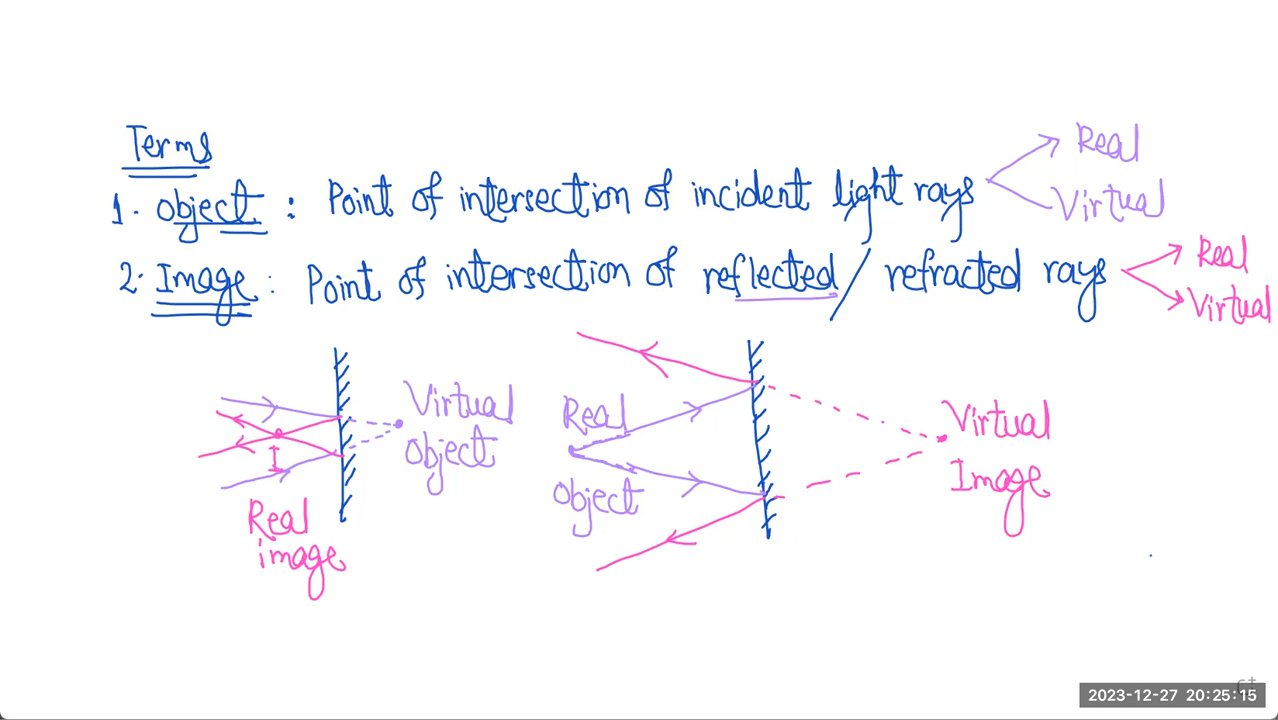 Terms
1. object : Point of intersection of incident light rays
Real
Virtual
2. Image : Point of intersection of reflected / refracted rays
Real
Virtual
Virtual
object
I
Real
image
Real
object
Virtual
Image
2023-12-27 20:25:15